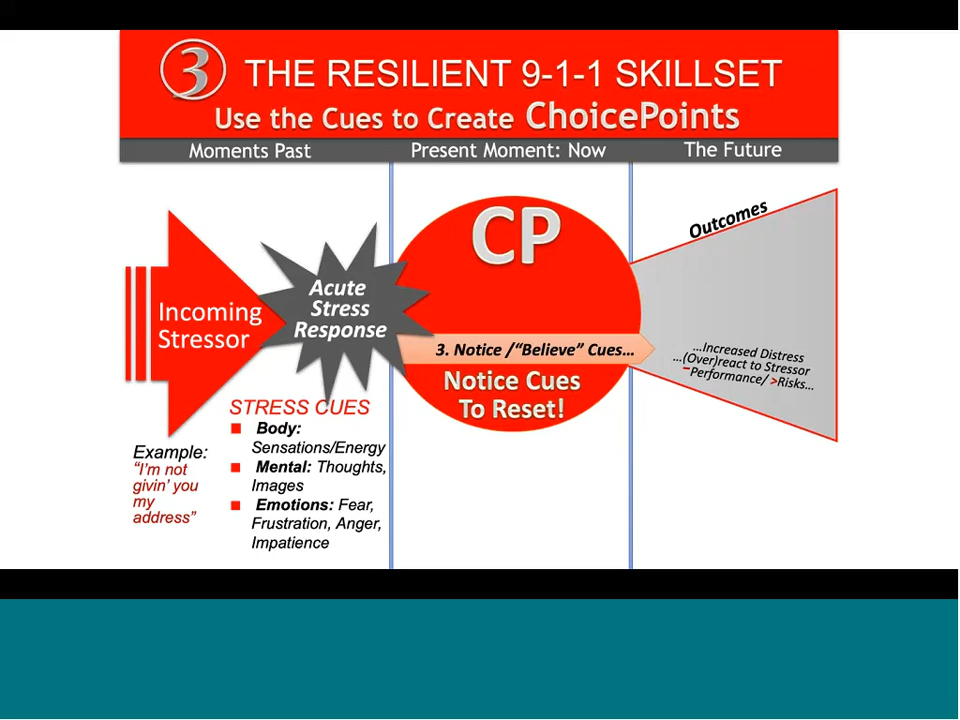 3 THE RESILIENT 9-1-1 SKILLSET
Use the Cues to Create ChoicePoints
Moments Past
Present Moment: Now
The Future
Incoming
Stressor
Acute
Stress
Response
CP
Outcomes
3. Notice /“Believe” Cues...
Notice Cues
To Reset!
...Increased Distress
...(Over)react to Stressor
–Performance/ >Risks...
STRESS CUES
Body:
Sensations/Energy
Mental: Thoughts,
Images
Emotions: Fear,
Frustration, Anger,
Impatience
Example:
“I’m not
givin’ you
my
address”